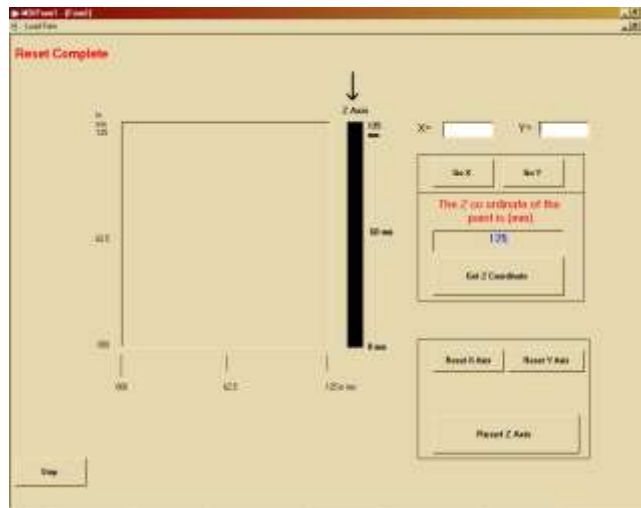 Reset Complete
Z Axis
125
mm
X=
Y=
125
Go X
Go Y
The Z co ordinate of the
point is (mm)
125
62.5
Get Z Coordinate
000
0 mm
Reset X Axis
Reset Y Axis
000
62.5
125
Reset Z Axis
Stop